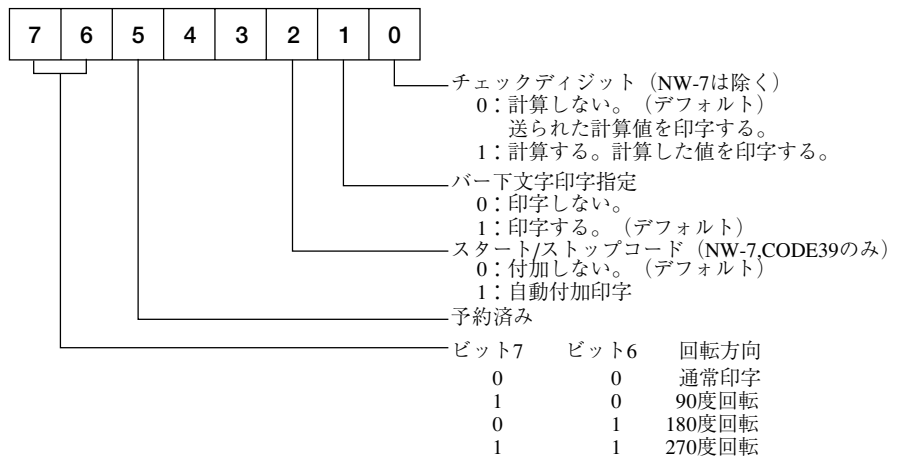 7 6 5 4 3 2 1 0
チェックディジット（NW-7は除く）
0：計算しない。（デフォルト）
送られた計算値を印字する。
1：計算する。計算した値を印字する。
バー下文字印字指定
0：印字しない。
1：印字する。（デフォルト）
スタート/ストップコード（NW-7,CODE39のみ）
0：付加しない。（デフォルト）
1：自動付加印字
予約済み
ビット7 ビット6 回転方向
0 0 通常印字
1 0 90度回転
0 1 180度回転
1 1 270度回転